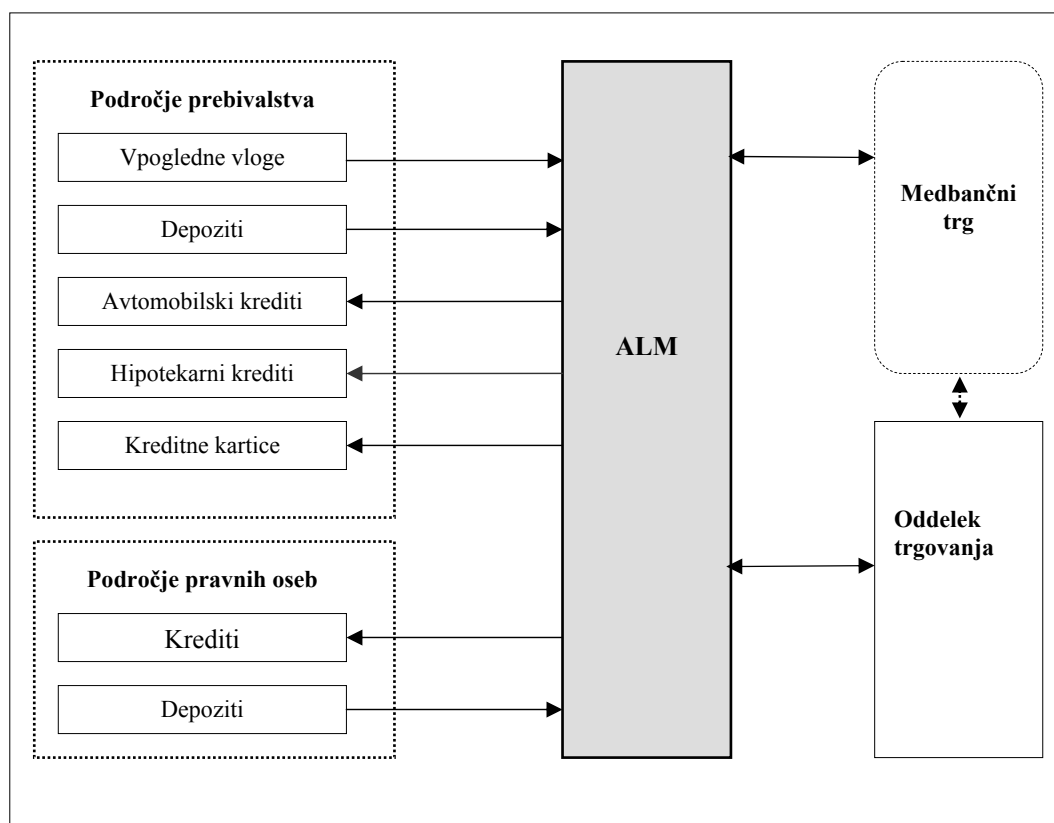 Področje prebivalstva
Vpogledne vloge
Depoziti
Avtomobilski krediti
Hipotekarni krediti
Kreditne kartice
Področje pravnih oseb
Krediti
Depoziti
ALM
Medbančni
trg
Oddelek
trgovanja